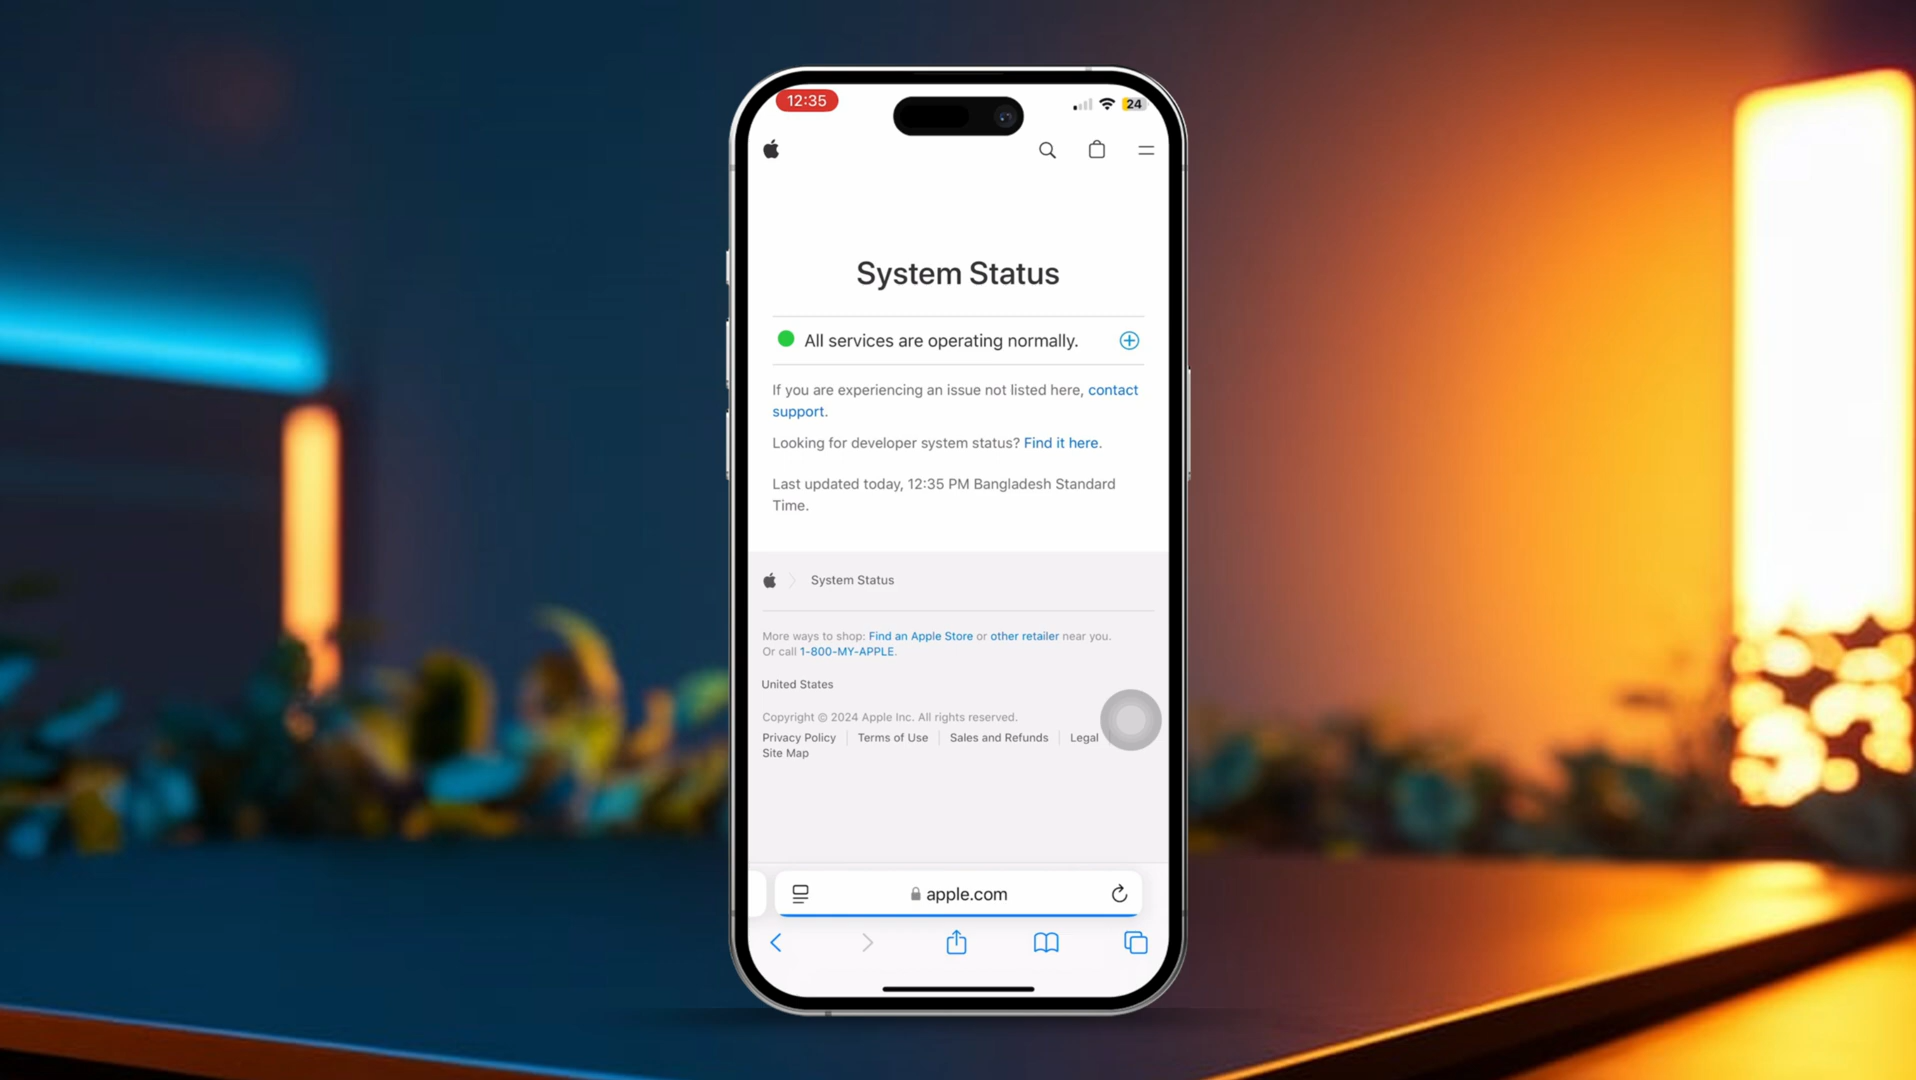 12:35
24
System Status
All services are operating normally.
If you are experiencing an issue not listed here, contact
support.
Looking for developer system status? Find it here.
Last updated today, 12:35 PM Bangladesh Standard
Time.
System Status
More ways to shop: Find an Apple Store or other retailer near you.
Or call 1-800-MY-APPLE.
United States
Copyright © 2024 Apple Inc. All rights reserved.
Privacy Policy
Terms of Use
Sales and Refunds
Legal
Site Map
apple.com